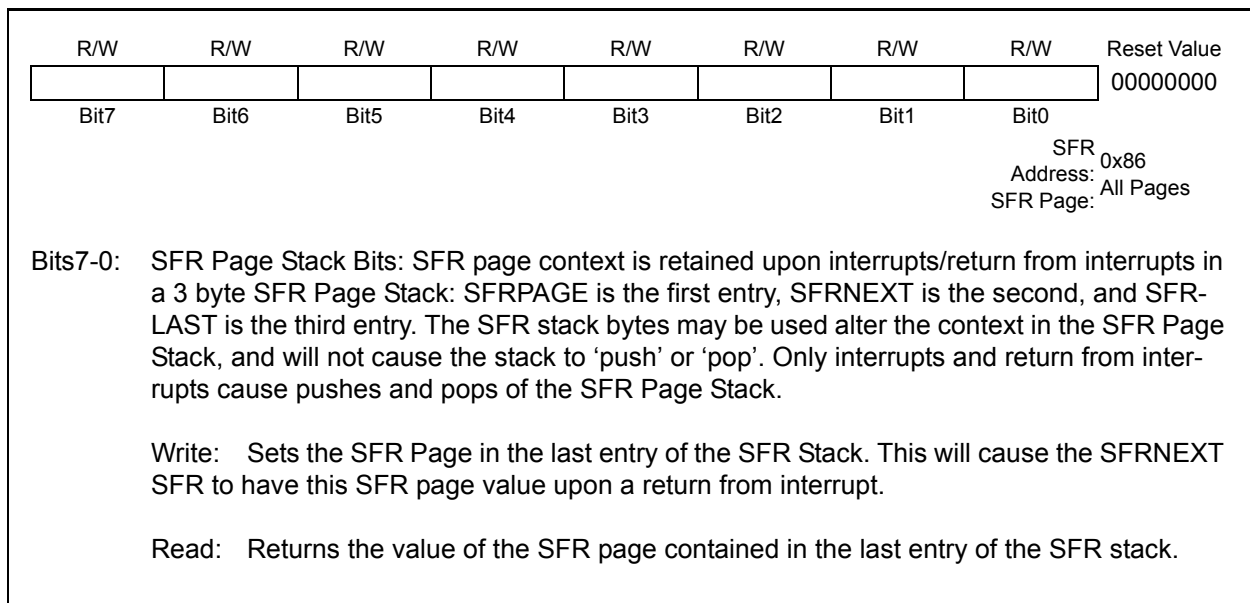 R/W R/W R/W R/W R/W R/W R/W R/W Reset Value
00000000
Bit7 Bit6 Bit5 Bit4 Bit3 Bit2 Bit1 Bit0
SFR
Address: 0x86
SFR Page: All Pages
Bits7-0: SFR Page Stack Bits: SFR page context is retained upon interrupts/return from interrupts in
a 3 byte SFR Page Stack: SFRPAGE is the first entry, SFRNEXT is the second, and SFR-
LAST is the third entry. The SFR stack bytes may be used alter the context in the SFR Page
Stack, and will not cause the stack to ‘push’ or ‘pop’. Only interrupts and return from inter-
rupts cause pushes and pops of the SFR Page Stack.
Write: Sets the SFR Page in the last entry of the SFR Stack. This will cause the SFRNEXT
SFR to have this SFR page value upon a return from interrupt.
Read: Returns the value of the SFR page contained in the last entry of the SFR stack.